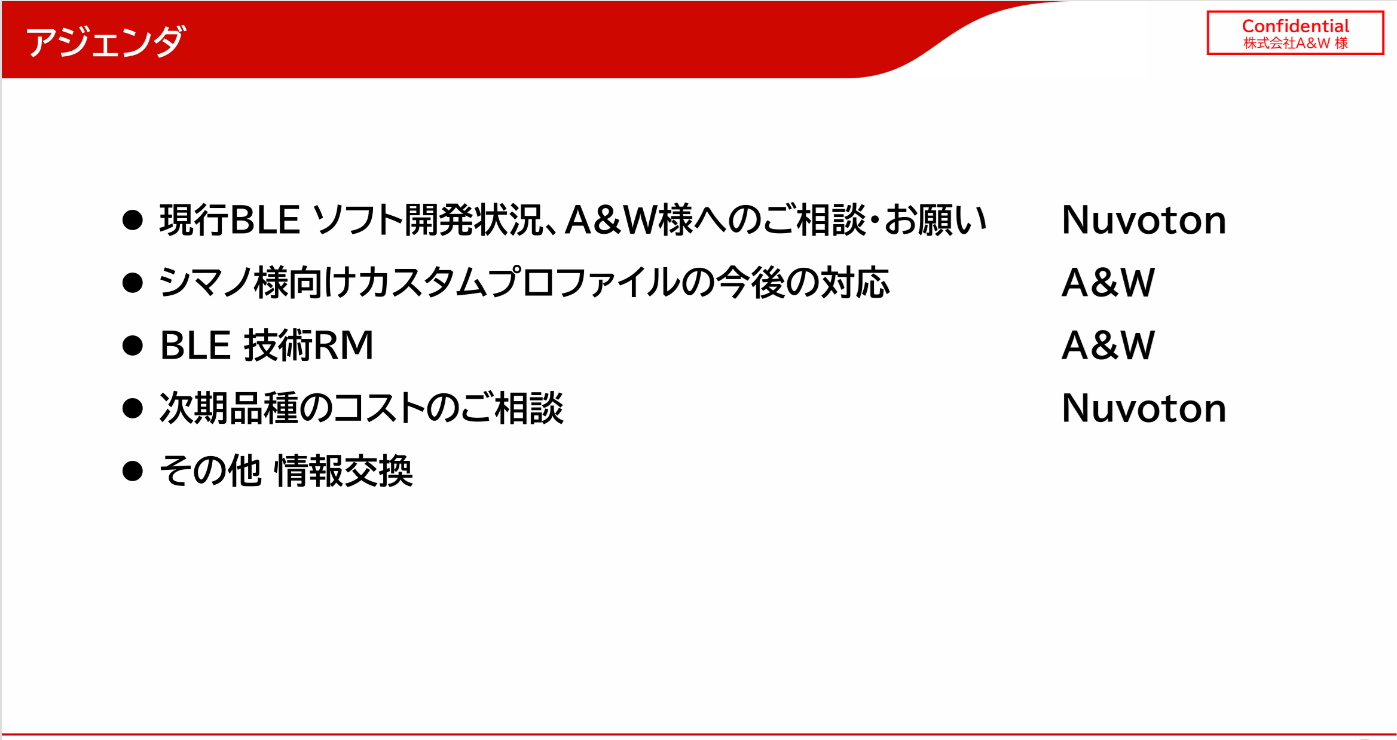 アジェンダ
Confidential
株式会社A&W 様
● 現行BLE ソフト開発状況、A&W様へのご相談・お願い Nuvoton
● シマノ様向けカスタムプロファイルの今後の対応 A&W
● BLE 技術RM A&W
● 次期品種のコストのご相談 Nuvoton
● その他 情報交換